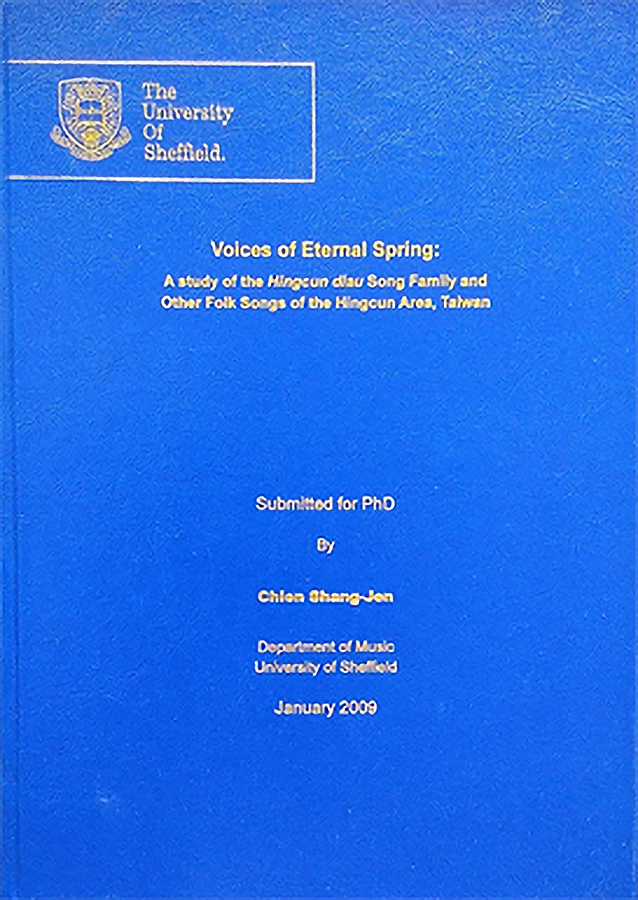 The
University
Of
Sheffield.
Voices of Eternal Spring:
A study of the Hingcun diau Song Family and
Other Folk Songs of the Hingcun Area, Taiwan
Submitted for PhD
By
Chien Shang-Jen
Department of Music
University of Sheffield
January 2009